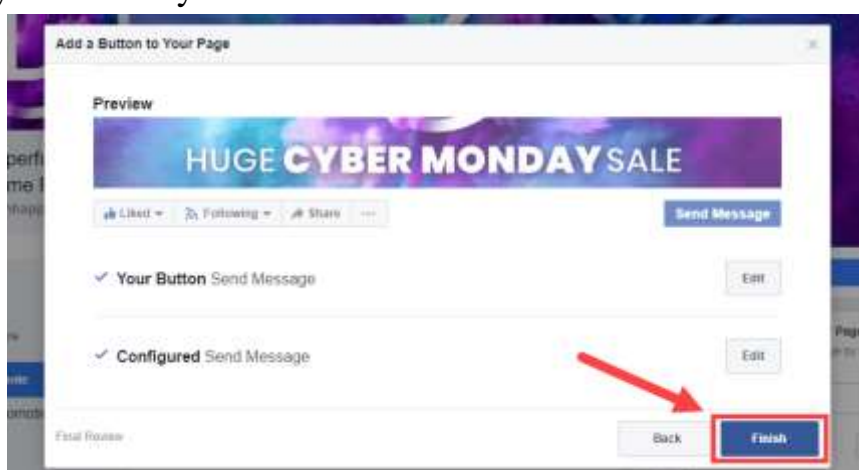 Add a Button to Your Page
Preview
HUGE CYBER MONDAY SALE
Liked Following Share ...
Send Message
Your Button Send Message
Edit
Configured Send Message
Edit
Final Review
Back
Finish